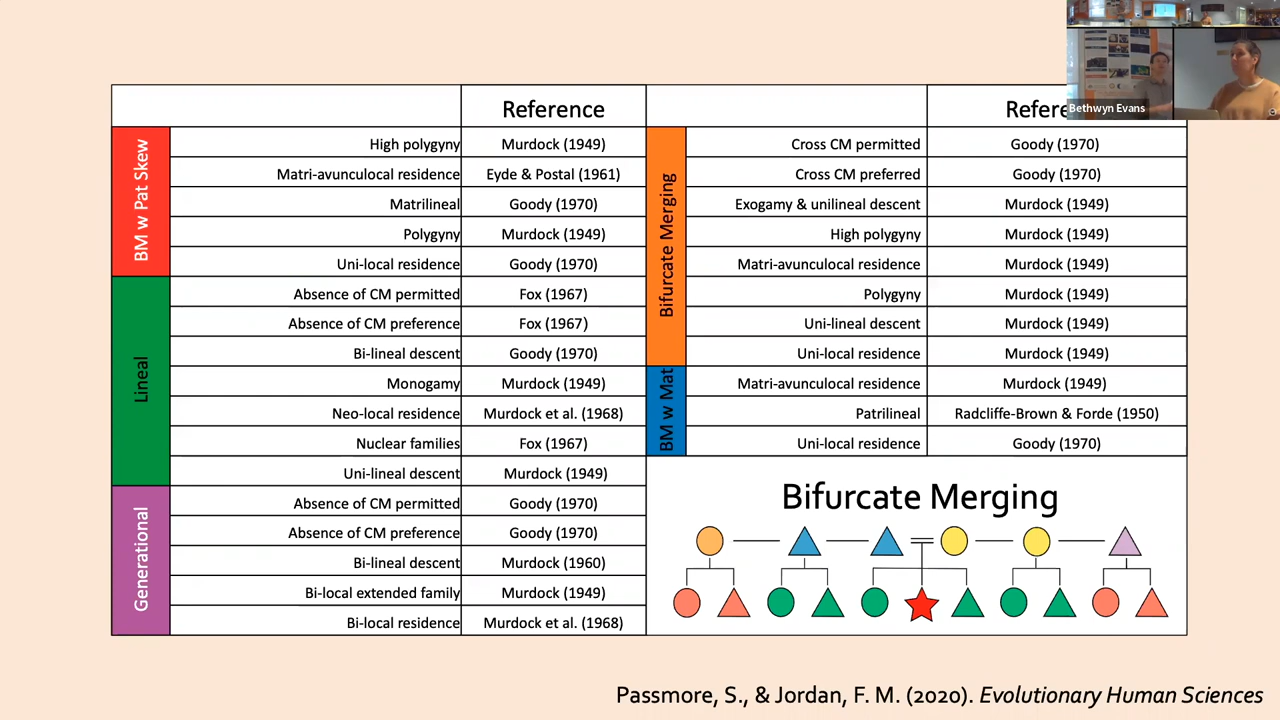 Bethwyn Evans
Reference
BM w Pat Skew
High polygyny Murdock (1949)
Matri-avunculocal residence Eyde & Postal (1961)
Matrilineal Goody (1970)
Polygyny Murdock (1949)
Uni-local residence Goody (1970)
Lineal
Absence of CM permitted Fox (1967)
Absence of CM preference Fox (1967)
Bi-lineal descent Goody (1970)
Monogamy Murdock (1949)
Neo-local residence Murdock et al. (1968)
Nuclear families Fox (1967)
Uni-lineal descent Murdock (1949)
Generational
Absence of CM permitted Goody (1970)
Absence of CM preference Goody (1970)
Bi-lineal descent Murdock (1960)
Bi-local extended family Murdock (1949)
Bi-local residence Murdock et al. (1968)
Refere
Bifurcate Merging
Cross CM permitted Goody (1970)
Cross CM preferred Goody (1970)
Exogamy & unilineal descent Murdock (1949)
High polygyny Murdock (1949)
Matri-avunculocal residence Murdock (1949)
Polygyny Murdock (1949)
Uni-lineal descent Murdock (1949)
Uni-local residence Murdock (1949)
BM w Mat
Matri-avunculocal residence Murdock (1949)
Patrilineal Radcliffe-Brown & Forde (1950)
Uni-local residence Goody (1970)
Bifurcate Merging
Passmore, S., & Jordan, F. M. (2020). Evolutionary Human Sciences